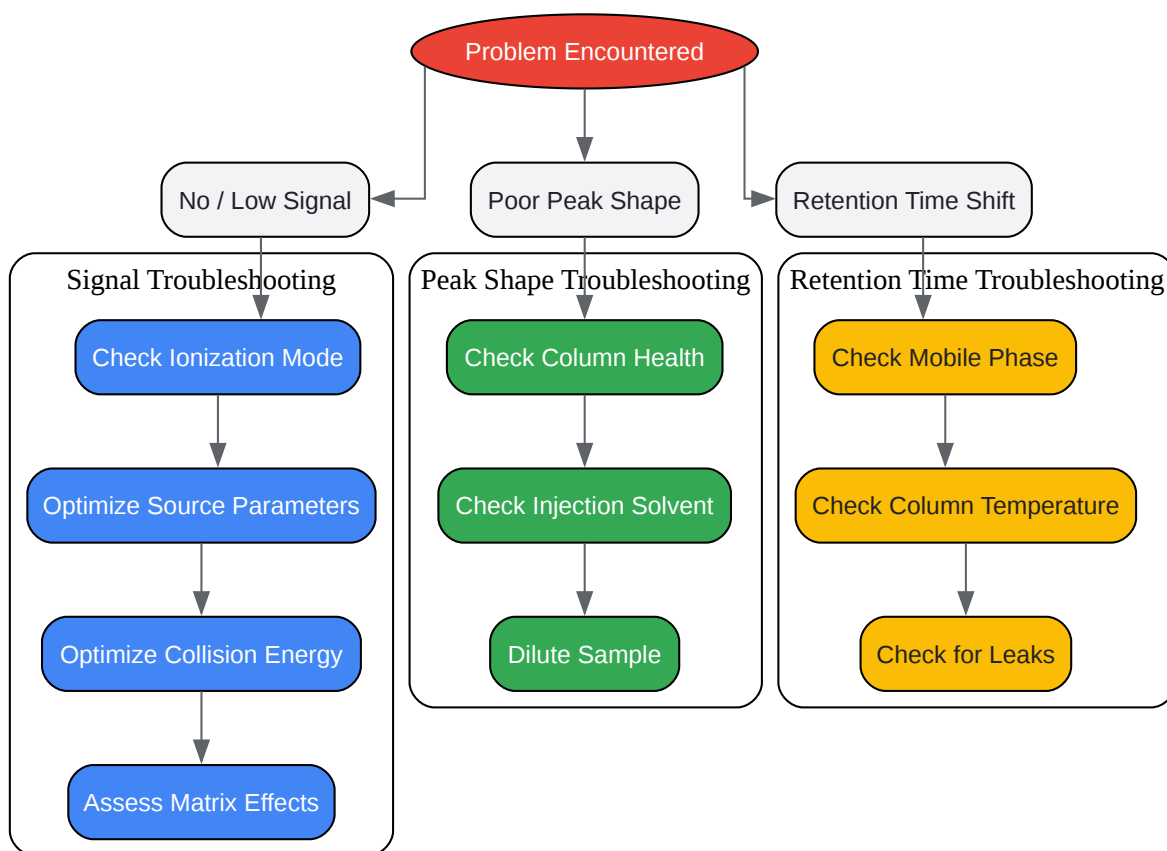 Problem Encountered
No / Low Signal
Poor Peak Shape
Retention Time Shift
Signal Troubleshooting
Peak Shape Troubleshooting
Retention Time Troubleshooting
Check Ionization Mode
Check Column Health
Check Mobile Phase
Optimize Source Parameters
Check Injection Solvent
Check Column Temperature
Optimize Collision Energy
Dilute Sample
Check for Leaks
Assess Matrix Effects